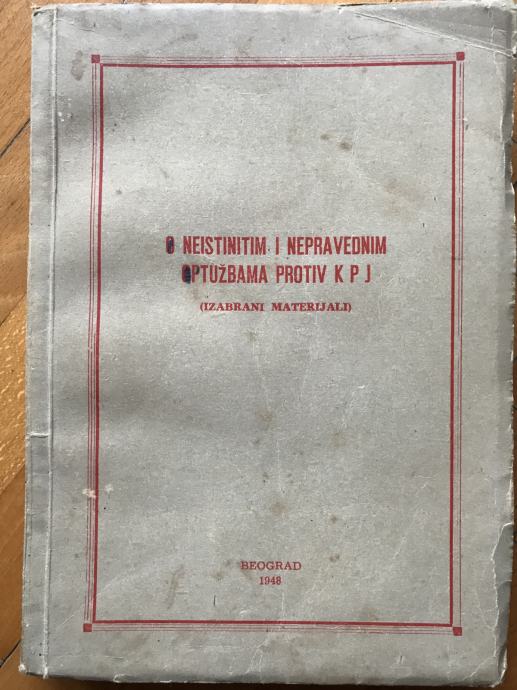 O NEISTINITIM I NEPRAVEDNIM
OPTUŽBAMA PROTIV K P J
(IZABRANI MATERIJALI)
BEOGRAD
1948